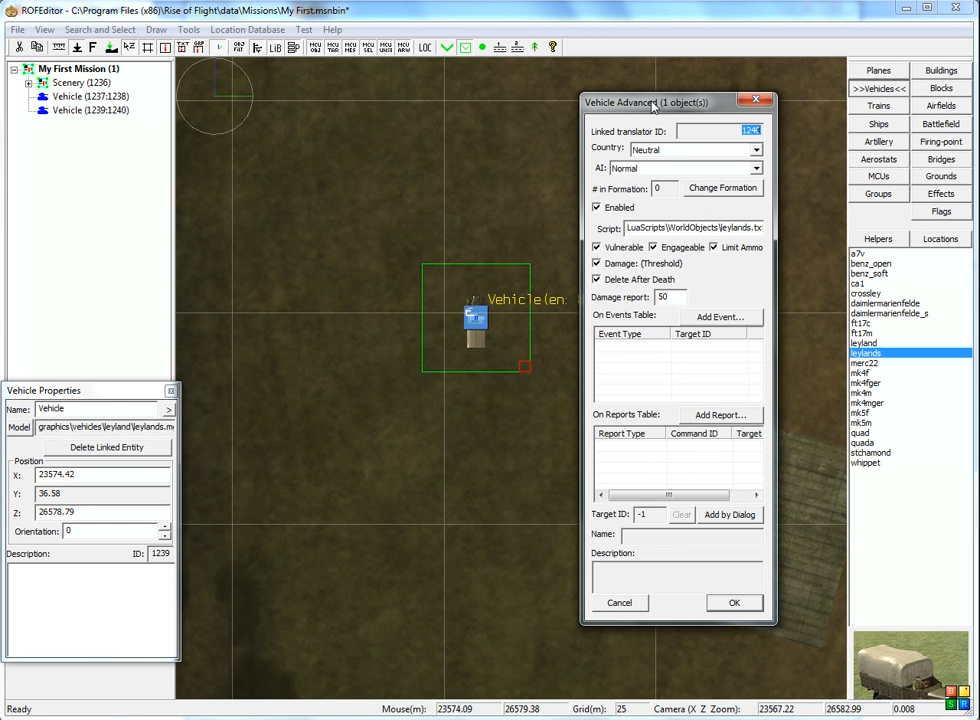 ROFEditor - C:\Program Files (x86)\Rise of Flight\data\Missions\My First.msnbin*
File View Search and Select Draw Tools Location Database Test Help
LOC
My First Mission (1)
Scenery (1236)
Vehicle (1237:1238)
Vehicle (1239:1240)
Vehicle(en:
Vehicle Properties
Name: Vehicle >
Model graphics\vehicles\leyland\leylands.m
Delete Linked Entity
Position
X: 23574.42
Y: 36.58
Z: 26578.79
Orientation: 0
Description: ID: 1239
Vehicle Advanced (1 object(s))
Linked translator ID: 1240
Country: Neutral
AI: Normal
# in Formation: 0 Change Formation
Enabled
Script: LuaScripts\WorldObjects\leylands.tx
Vulnerable Engageable Limit Ammo
Damage: (Threshold)
Delete After Death
Damage report: 50
On Events Table: Add Event...
Event Type Target ID
On Reports Table: Add Report...
Report Type Command ID Target
Target ID: -1 Clear Add by Dialog
Name:
Description:
Cancel OK
Planes Buildings
>>Vehicles<< Blocks
Trains Airfields
Ships Battlefield
Artillery Firing-point
Aerostats Bridges
MCUs Grounds
Groups Effects
Flags
Helpers Locations
a7v
benz_open
benz_soft
ca1
crossley
daimlermarienfelde
daimlermarienfelde_s
ft17c
ft17m
leyland
leylands
merc22
mk4f
mk4fger
mk4m
mk4mger
mk5f
mk5m
quad
quada
stchamond
whippet
Ready Mouse(m): 23574.09 26579.38 Grid(m): 25 Camera (X Z Zoom): 23567.22 26582.99 0.008